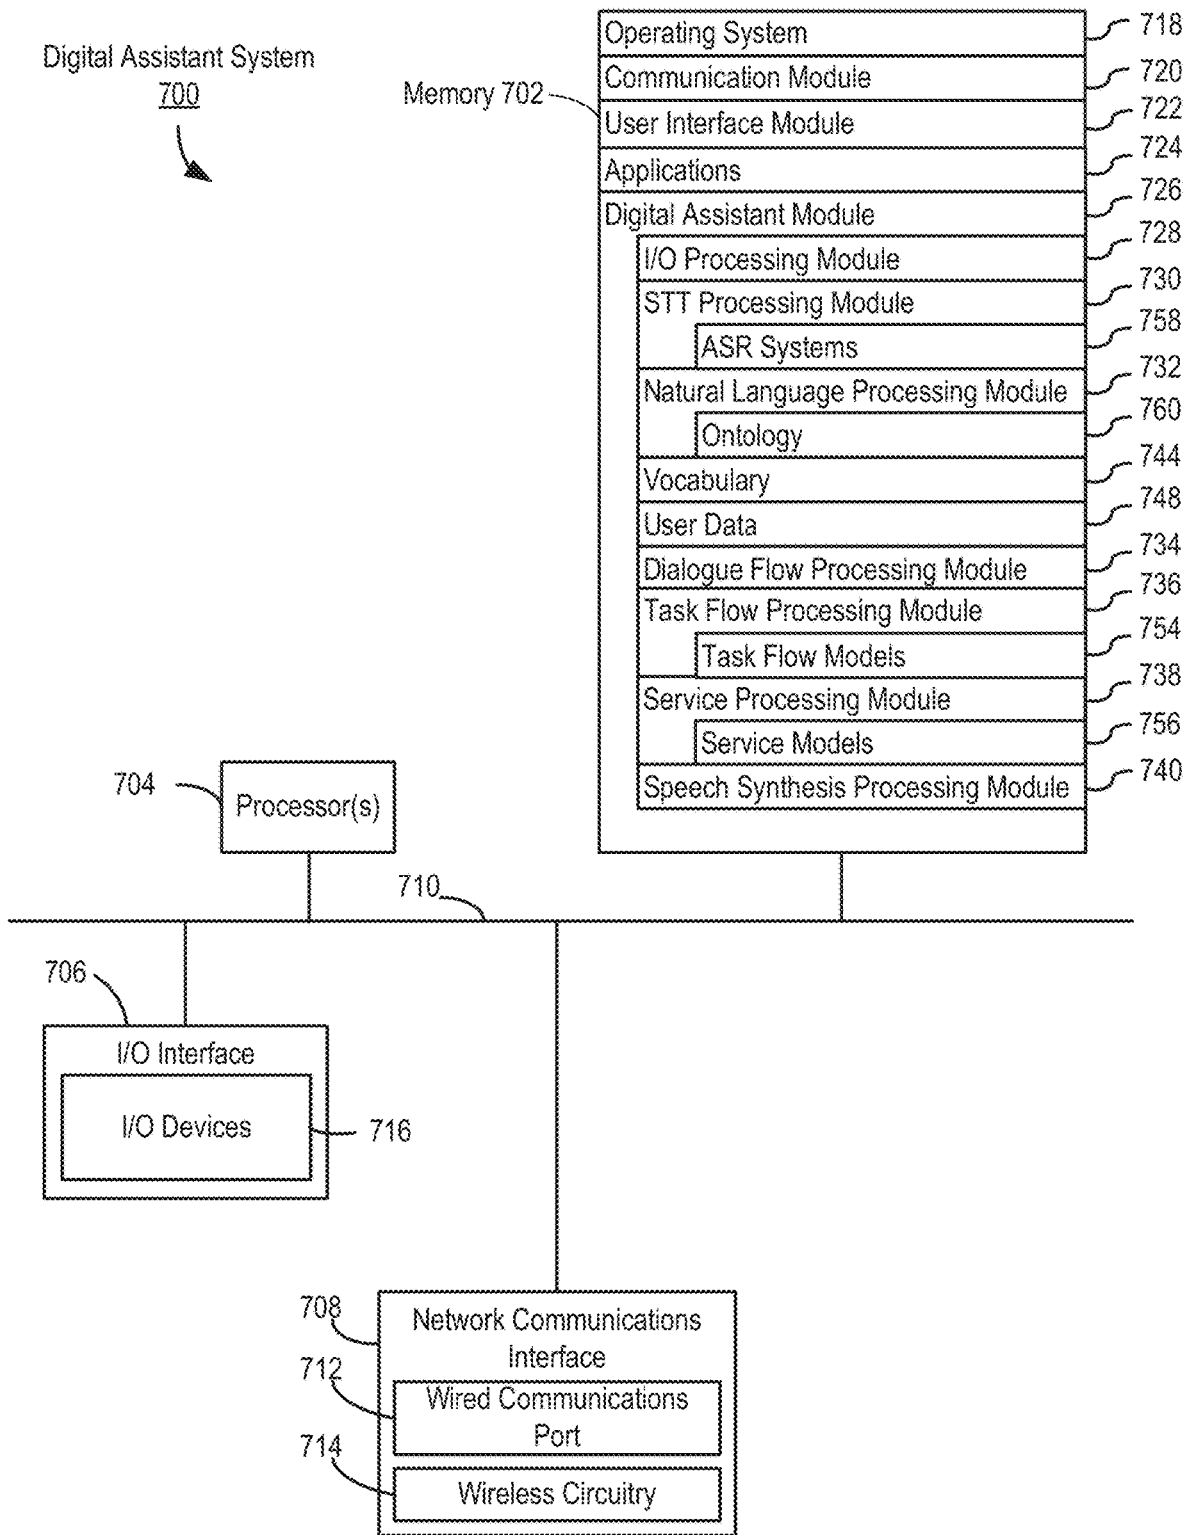 Digital Assistant System
700
Memory 702
Operating System 718
Communication Module 720
User Interface Module 722
Applications 724
Digital Assistant Module 726
I/O Processing Module 728
STT Processing Module 730
ASR Systems 758
Natural Language Processing Module 732
Ontology 760
Vocabulary 744
User Data 748
Dialogue Flow Processing Module 734
Task Flow Processing Module 736
Task Flow Models 754
Service Processing Module 738
Service Models 756
Speech Synthesis Processing Module 740
704
Processor(s)
710
706
I/O Interface
I/O Devices
716
708
Network Communications
Interface
712
Wired Communications
Port
714
Wireless Circuitry